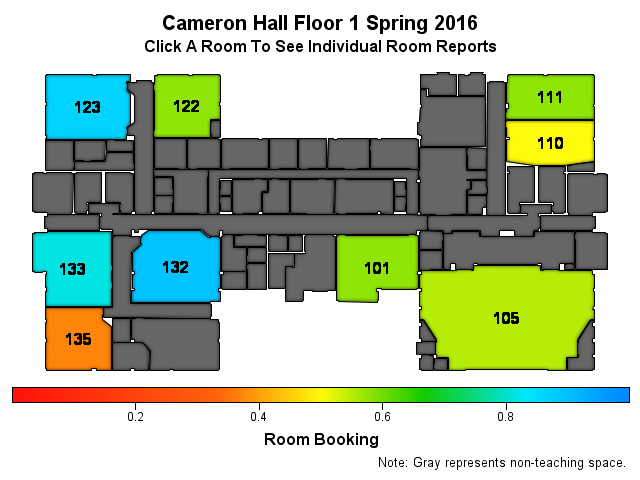 Cameron Hall Floor 1 Spring 2016
Click A Room To See Individual Room Reports
123
122
111
110
133
132
101
105
135
0.2 0.4 0.6 0.8
Room Booking
Note: Gray represents non-teaching space.